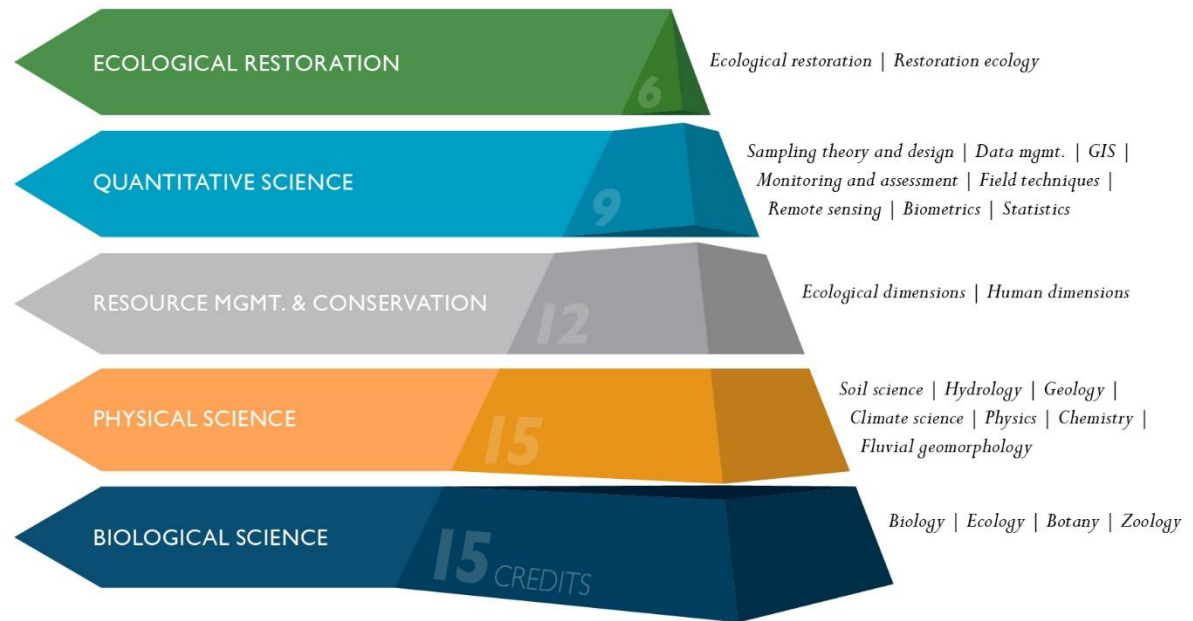 ECOLOGICAL RESTORATION
6
Ecological restoration | Restoration ecology
QUANTITATIVE SCIENCE
9
Sampling theory and design | Data mgmt. | GIS |
Monitoring and assessment | Field techniques |
Remote sensing | Biometrics | Statistics
RESOURCE MGMT. & CONSERVATION
12
Ecological dimensions | Human dimensions
PHYSICAL SCIENCE
15
Soil science | Hydrology | Geology |
Climate science | Physics | Chemistry |
Fluvial geomorphology
BIOLOGICAL SCIENCE
15 CREDITS
Biology | Ecology | Botany | Zoology